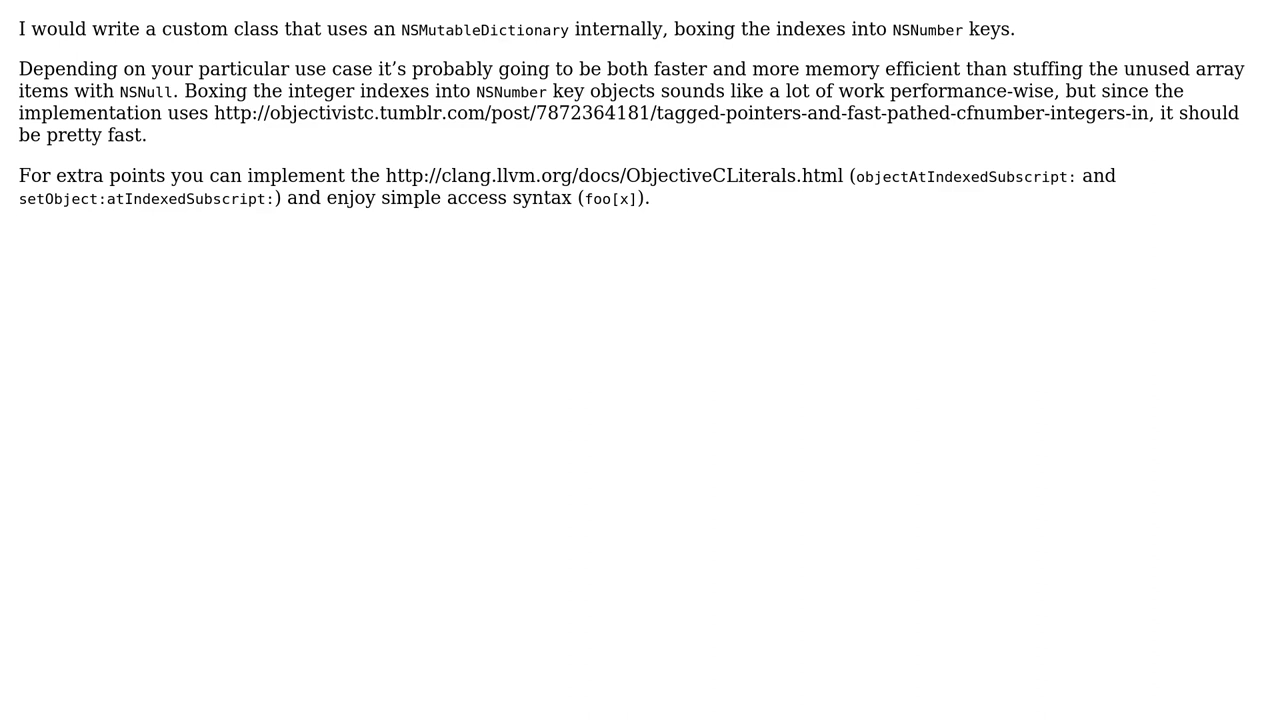 I would write a custom class that uses an NSMutableDictionary internally, boxing the indexes into NSNumber keys.
Depending on your particular use case it’s probably going to be both faster and more memory efficient than stuffing the unused array
items with NSNull. Boxing the integer indexes into NSNumber key objects sounds like a lot of work performance-wise, but since the
implementation uses http://objectivistc.tumblr.com/post/7872364181/tagged-pointers-and-fast-pathed-cfnumber-integers-in, it should
be pretty fast.
For extra points you can implement the http://clang.llvm.org/docs/ObjectiveCLiterals.html (objectAtIndexedSubscript: and
setObject:atIndexedSubscript:) and enjoy simple access syntax (foo[x]).